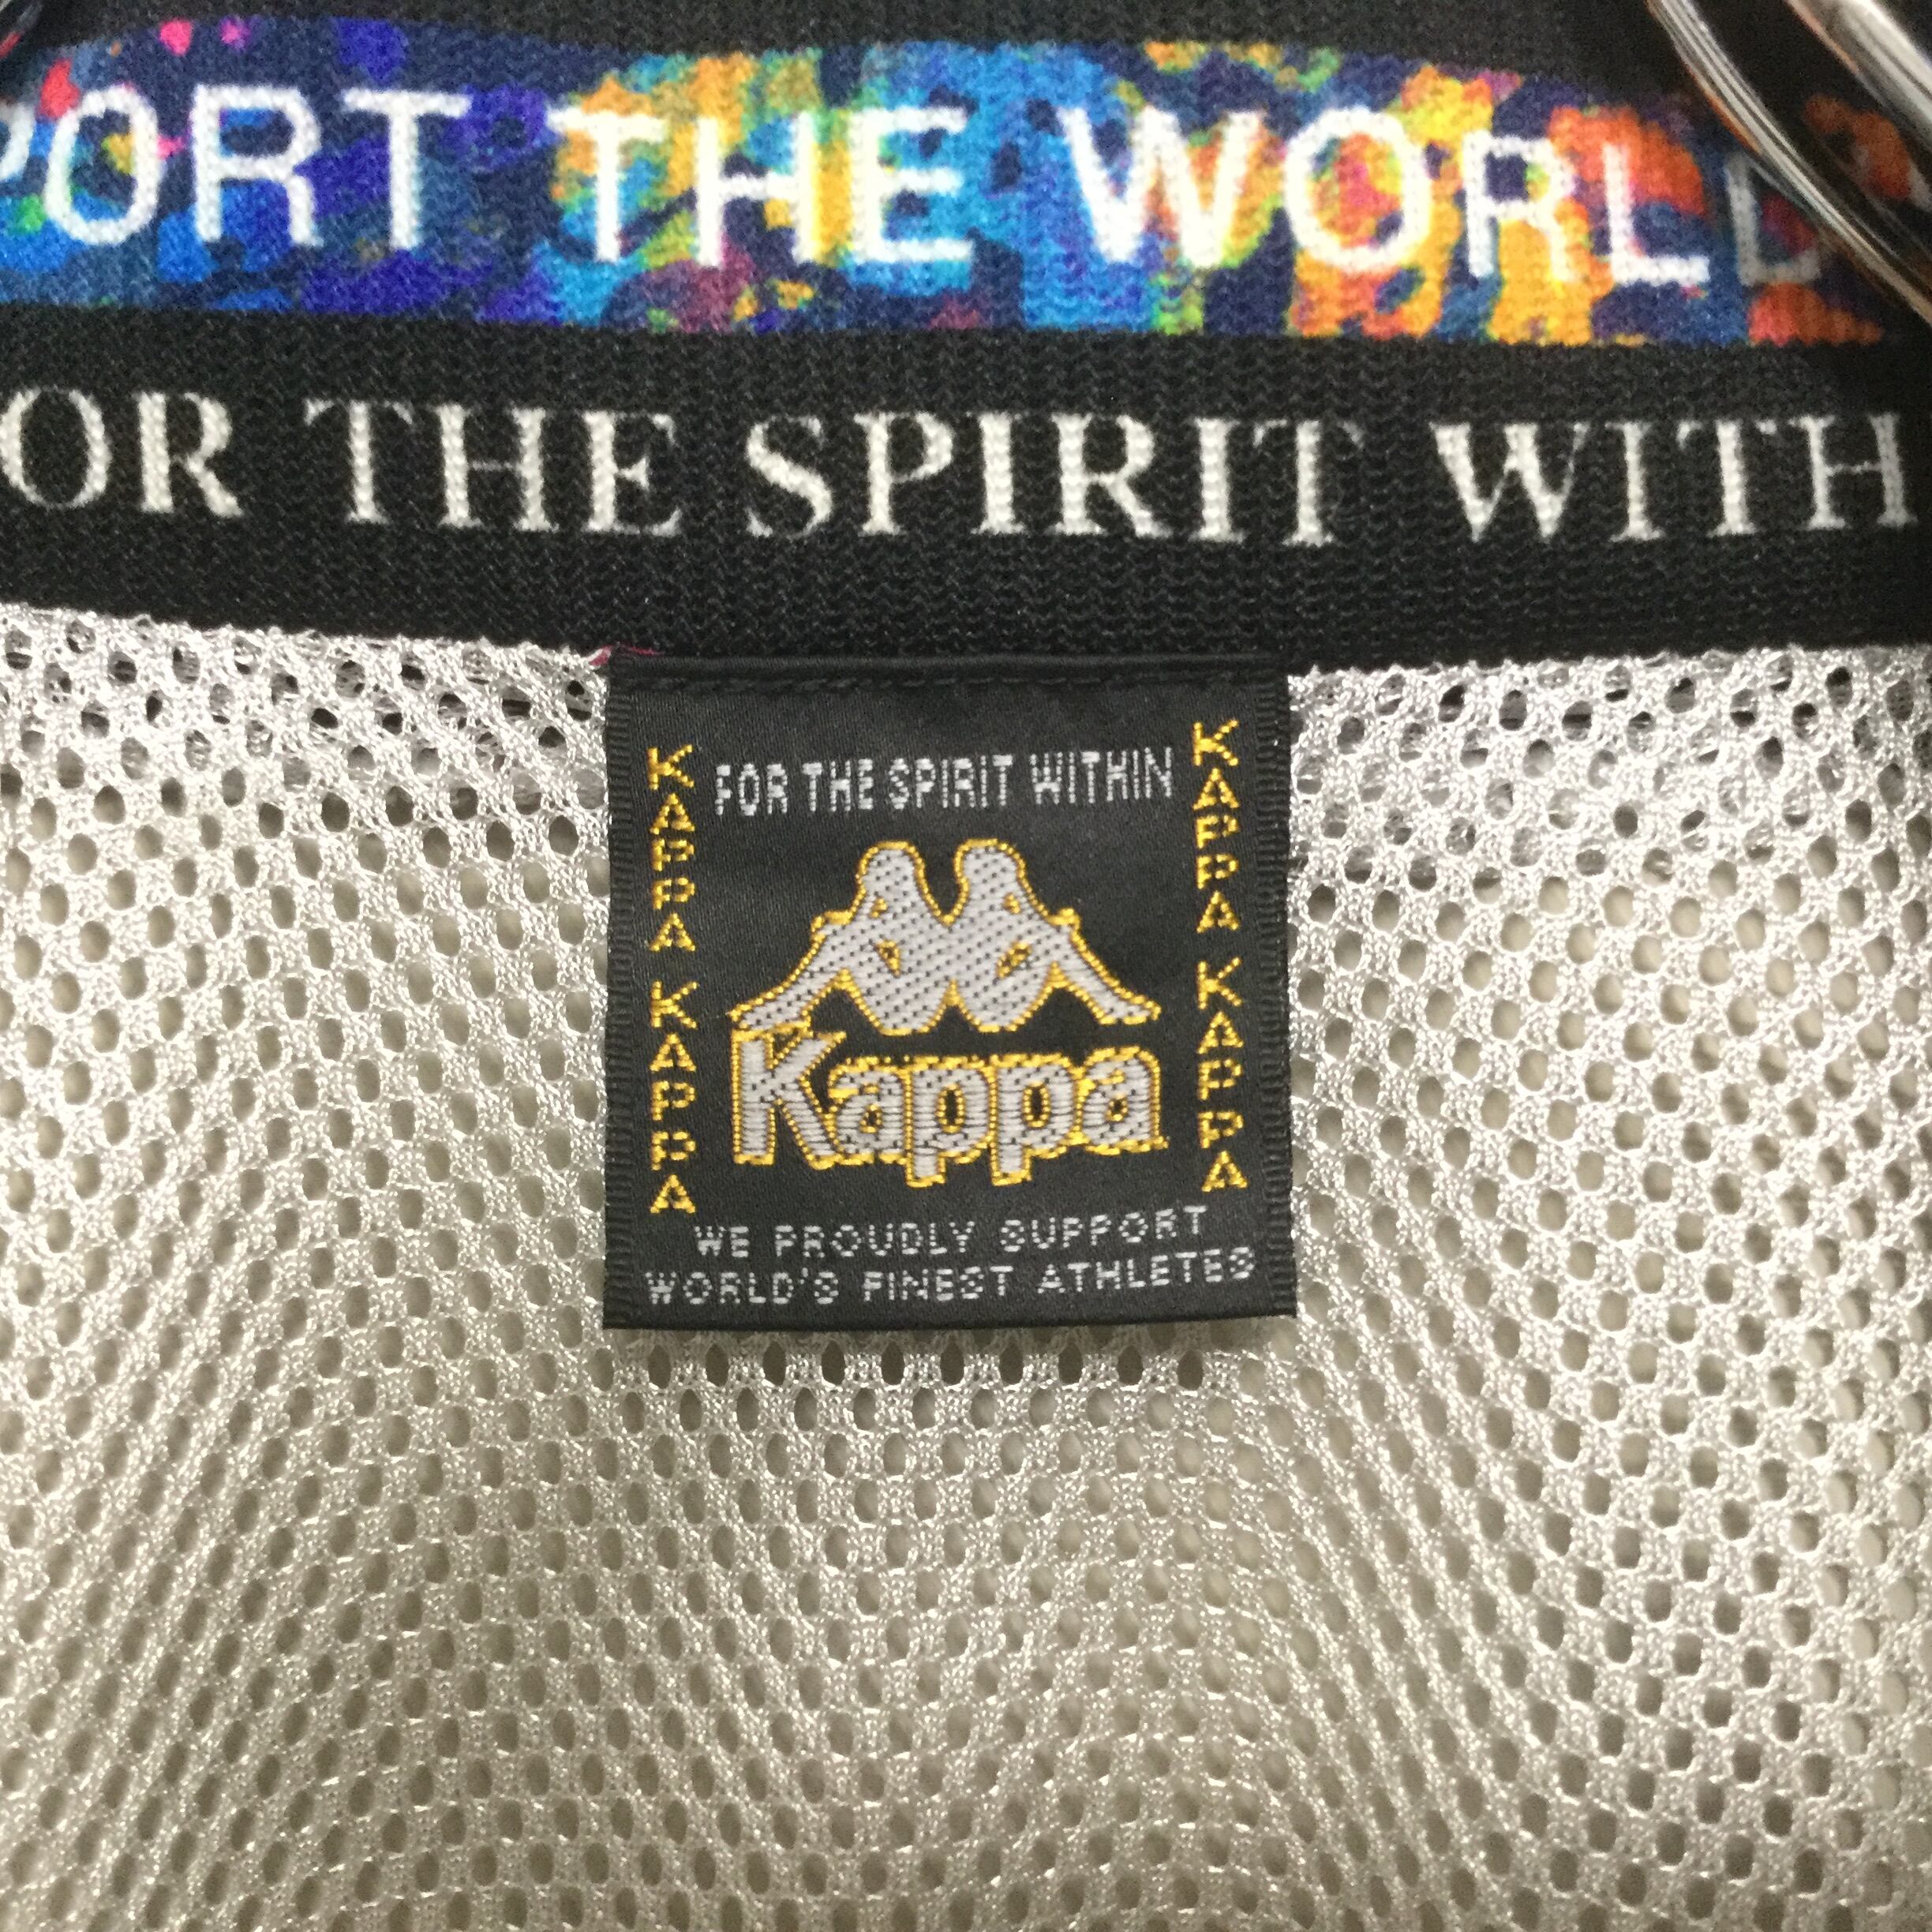 PORT THE WORLD
OR THE SPIRIT WITH
FOR THE SPIRIT WITHIN
KAPPA KAPPA
KAPPA KAPPA
Kappa
WE PROUDLY SUPPORT
WORLD'S FINEST ATHLETES